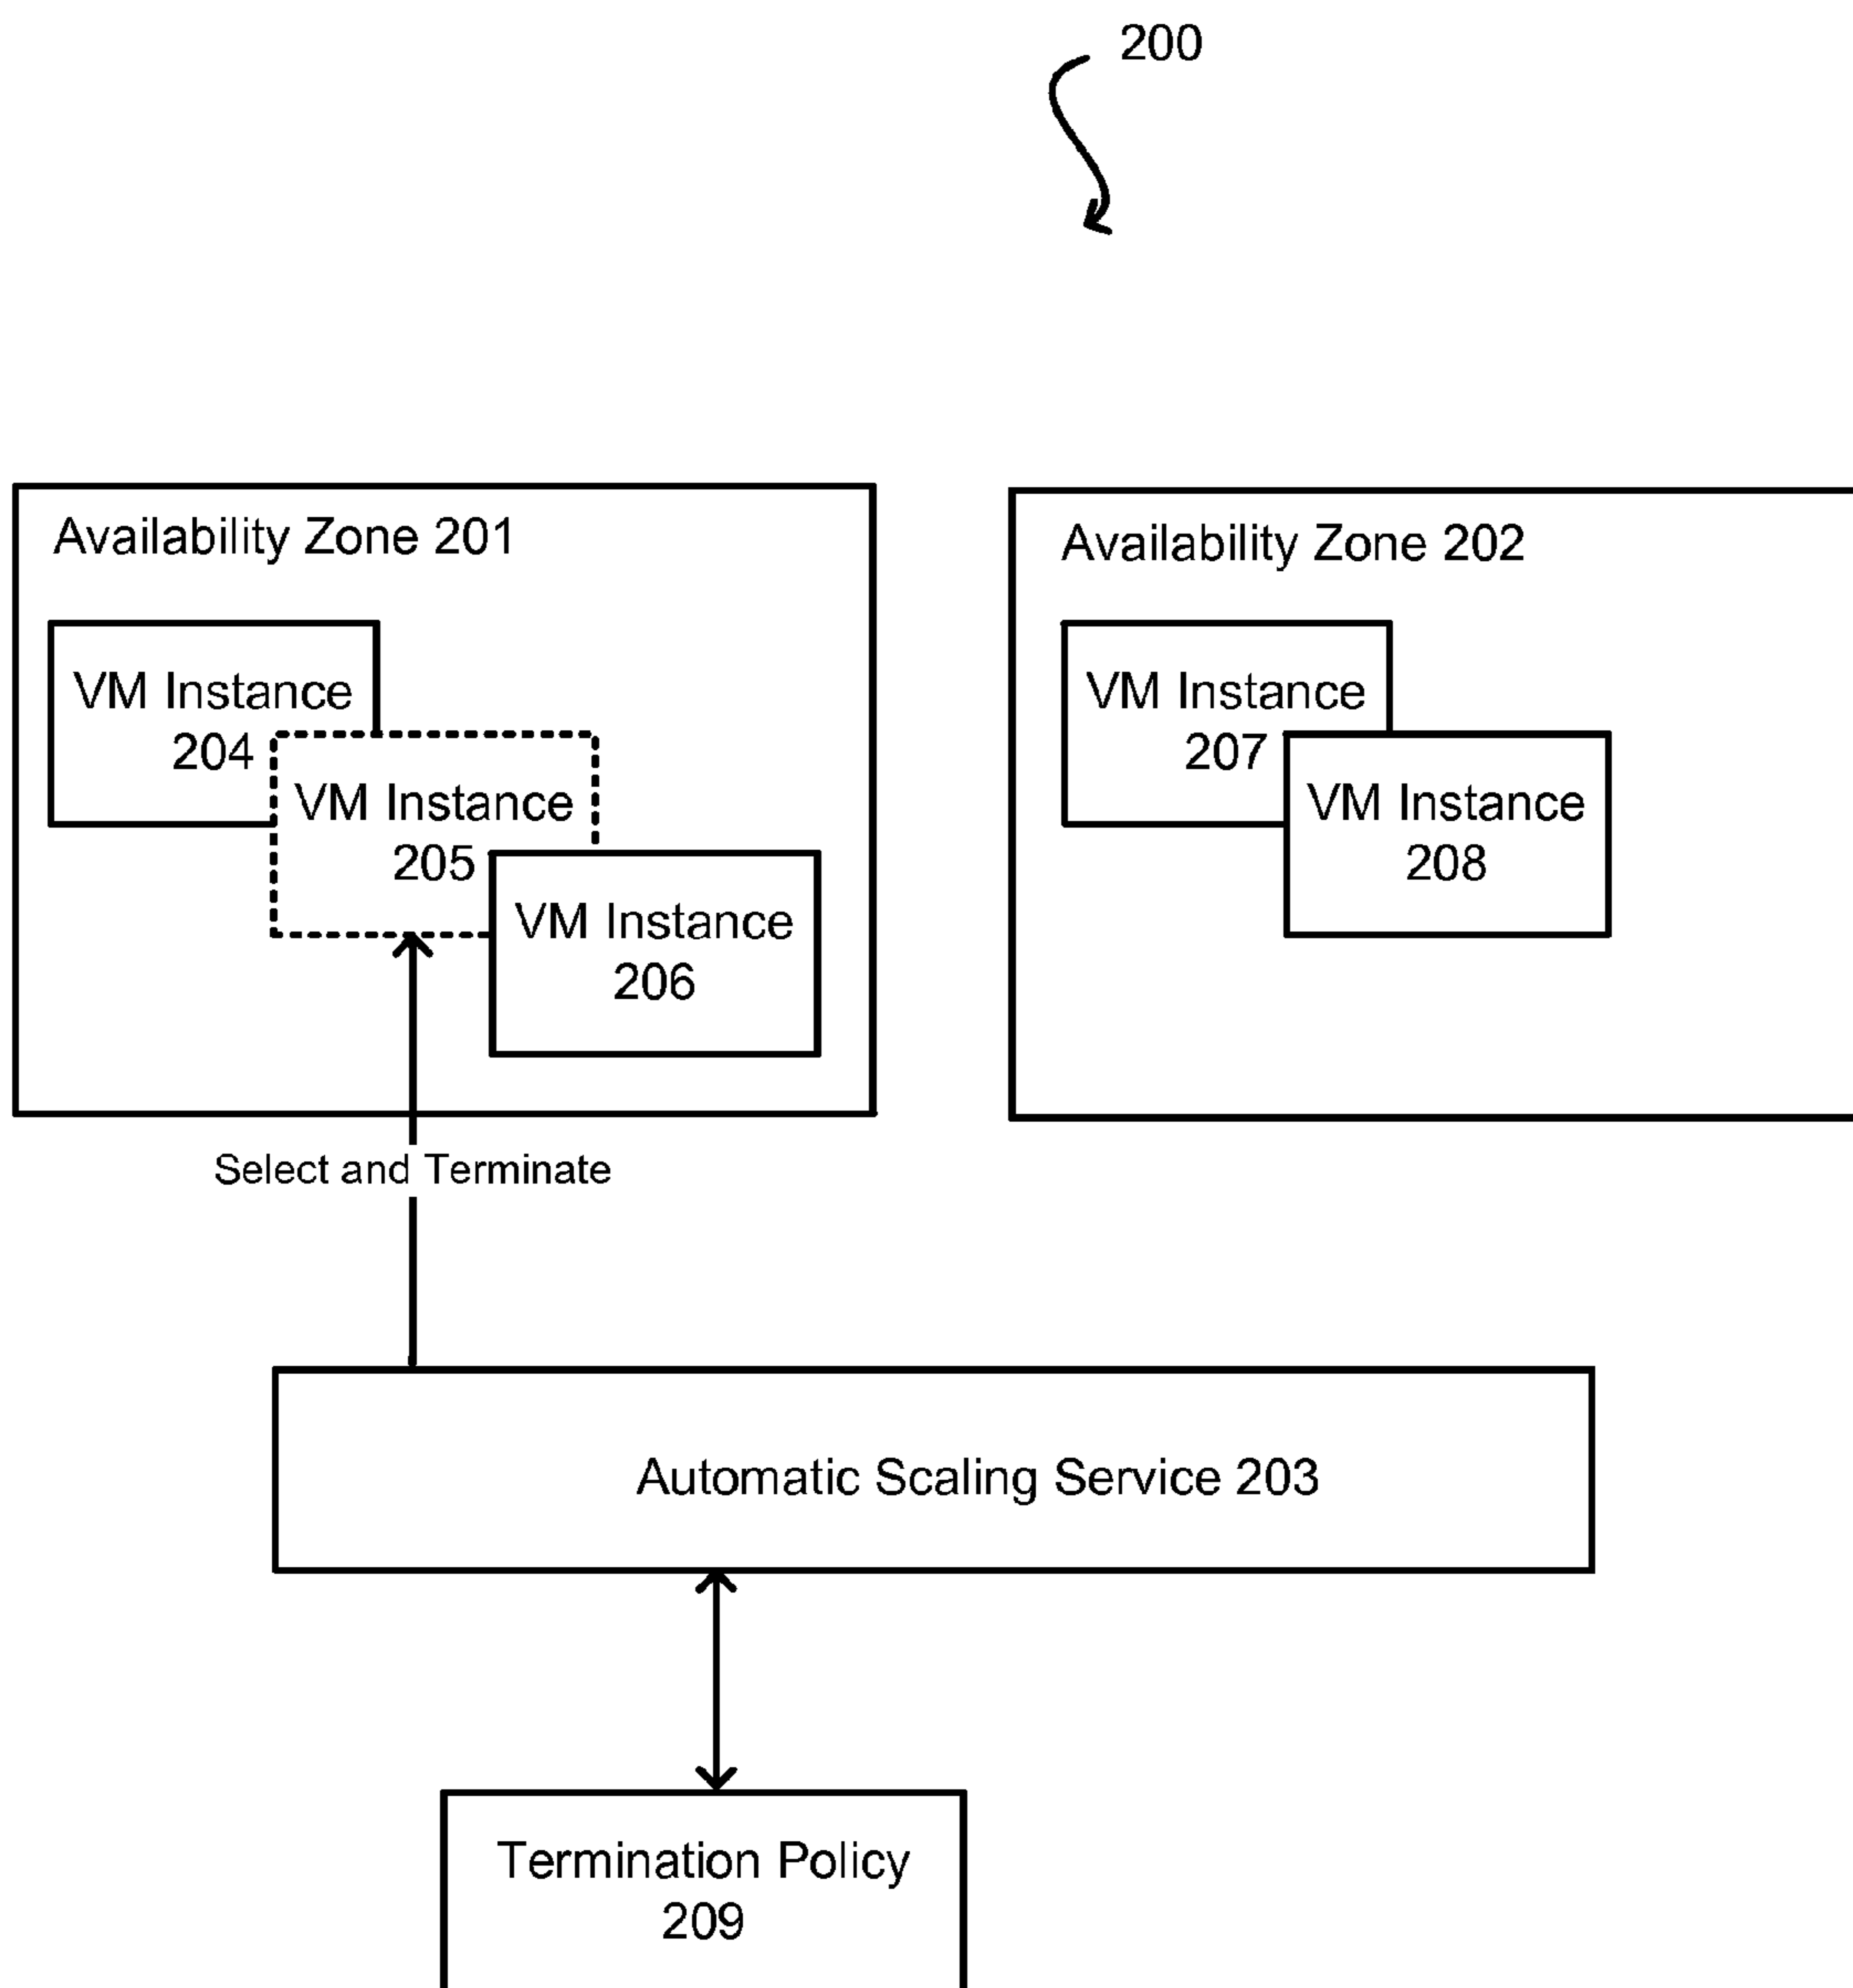 200
Availability Zone 201
VM Instance
204
VM Instance
205
VM Instance
206
Availability Zone 202
VM Instance
207
VM Instance
208
Select and Terminate
Automatic Scaling Service 203
Termination Policy
209